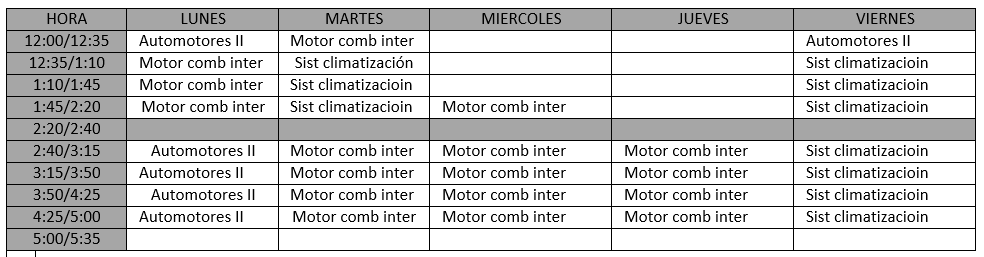 HORA LUNES MARTES MIERCOLES JUEVES VIERNES
12:00/12:35 Automotores II Motor comb inter Automotores II
12:35/1:10 Motor comb inter Sist climatización Sist climatizacioin
1:10/1:45 Motor comb inter Sist climatizacioin Sist climatizacioin
1:45/2:20 Motor comb inter Sist climatizacioin Motor comb inter Sist climatizacioin
2:20/2:40
2:40/3:15 Automotores II Motor comb inter Motor comb inter Motor comb inter Sist climatizacioin
3:15/3:50 Automotores II Motor comb inter Motor comb inter Motor comb inter Sist climatizacioin
3:50/4:25 Automotores II Motor comb inter Motor comb inter Motor comb inter Sist climatizacioin
4:25/5:00 Automotores II Motor comb inter Motor comb inter Motor comb inter Sist climatizacioin
5:00/5:35